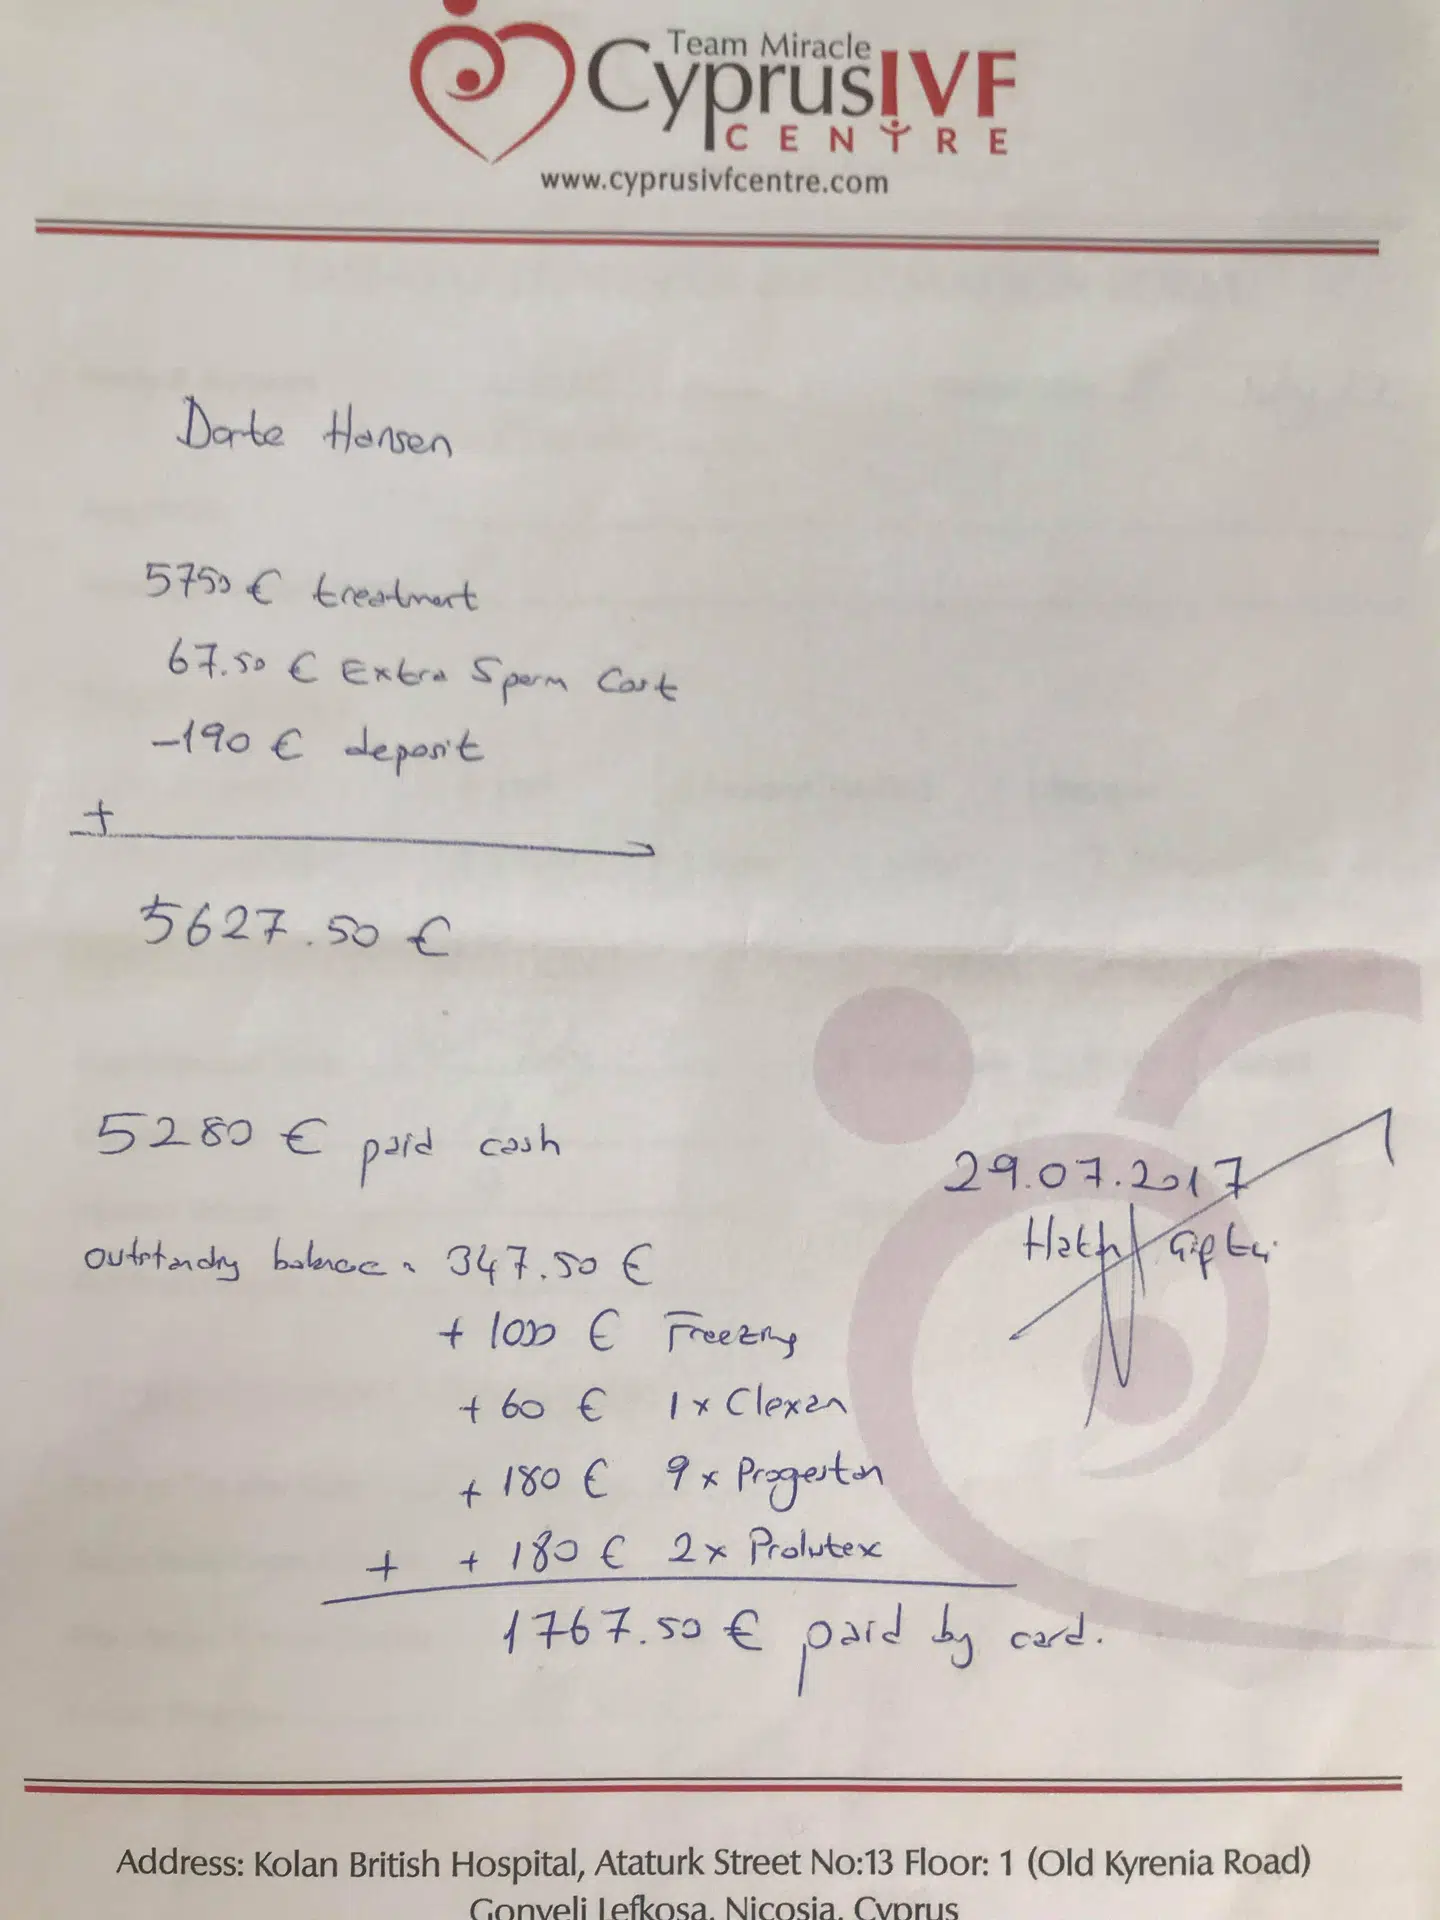 Team Miracle
CyprusIVF
CENTRE
www.cyprusivfcentre.com
Dorte Hansen
5750 € treatment
67.50 € Extra Sperm Cost
-190 € deposit
+
5627.50 €
5280 € paid cash
29.07.2017
outstanding balance = 347.50 €
+ 1000 € Freezing
+ 60 € 1x Clexan
+ 180 € 9x Progestan
+ + 180 € 2x Prolutex
1767.50 € paid by card.
Address: Kolan British Hospital, Ataturk Street No:13 Floor: 1 (Old Kyrenia Road)
Gonyeli Lefkosa, Nicosia, Cyprus